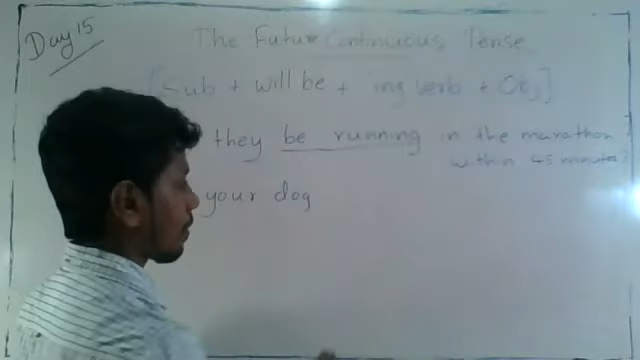 Day 15
The Future Continuous Tense
[Sub + will be + ing verb + Obj]
they be running in the marathon
within 45 minutes?
your dog